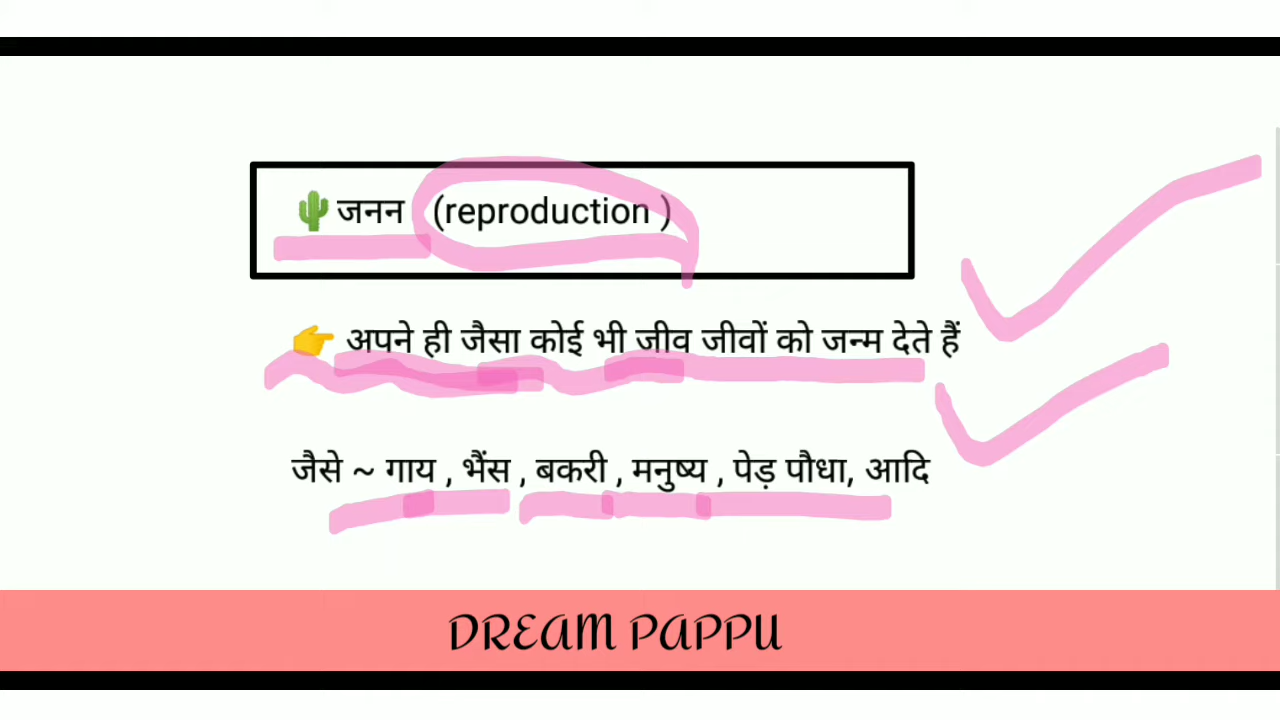 🌵जनन (reproduction )
👉 अपने ही जैसा कोई भी जीव जीवों को जन्म देते हैं
जैसे ~ गाय , भैंस , बकरी , मनुष्य , पेड़ पौधा, आदि
DREAM PAPPU